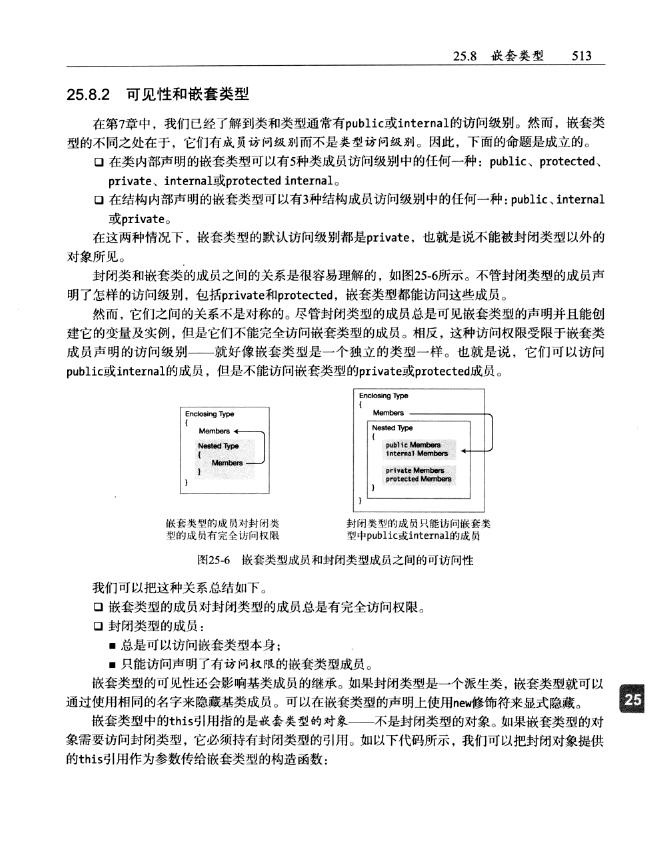 25.8 嵌套类型 513
25.8.2 可见性和嵌套类型
在第7章中，我们已经了解到类和类型通常有public或internal的访问级别。然而，嵌套类
型的不同之处在于，它们有成员访问级别而不是类型访问级别。因此，下面的命题是成立的。
❑ 在类内部声明的嵌套类型可以有5种类成员访问级别中的任何一种：public、protected、
private、internal或protected internal。
❑ 在结构内部声明的嵌套类型可以有3种结构成员访问级别中的任何一种：public、internal
或private。
在这两种情况下，嵌套类型的默认访问级别都是private，也就是说不能被封闭类型以外的
对象所见。
封闭类和嵌套类的成员之间的关系是很容易理解的，如图25-6所示。不管封闭类型的成员声
明了怎样的访问级别，包括private和protected，嵌套类型都能访问这些成员。
然而，它们之间的关系不是对称的。尽管封闭类型的成员总是可见嵌套类型的声明并且能创
建它的变量及实例，但是它们不能完全访问嵌套类型的成员。相反，这种访问权限受限于嵌套类
成员声明的访问级别——就好像嵌套类型是一个独立的类型一样。也就是说，它们可以访问
public或internal的成员，但是不能访问嵌套类型的private或protected成员。
Enclosing Type
{
Members
Nested Type
{
Members
}
}
Enclosing Type
{
Members
Nested Type
{
public Members
internal Members
private Members
protected Members
}
}
嵌套类型的成员对封闭类
型的成员有完全访问权限
封闭类型的成员只能访问嵌套类
型中public或internal的成员
图25-6 嵌套类型成员和封闭类型成员之间的可访问性
我们可以把这种关系总结如下。
❑ 嵌套类型的成员对封闭类型的成员总是有完全访问权限。
❑ 封闭类型的成员：
■ 总是可以访问嵌套类型本身；
■ 只能访问声明了有访问权限的嵌套类型成员。
嵌套类型的可见性还会影响基类成员的继承。如果封闭类型是一个派生类，嵌套类型就可以
通过使用相同的名字来隐藏基类成员。可以在嵌套类型的声明上使用new修饰符来显式隐藏。
25
嵌套类型中的this引用指的是嵌套类型的对象——不是封闭类型的对象。如果嵌套类型的对
象需要访问封闭类型，它必须持有封闭类型的引用。如以下代码所示，我们可以把封闭对象提供
的this引用作为参数传给嵌套类型的构造函数：